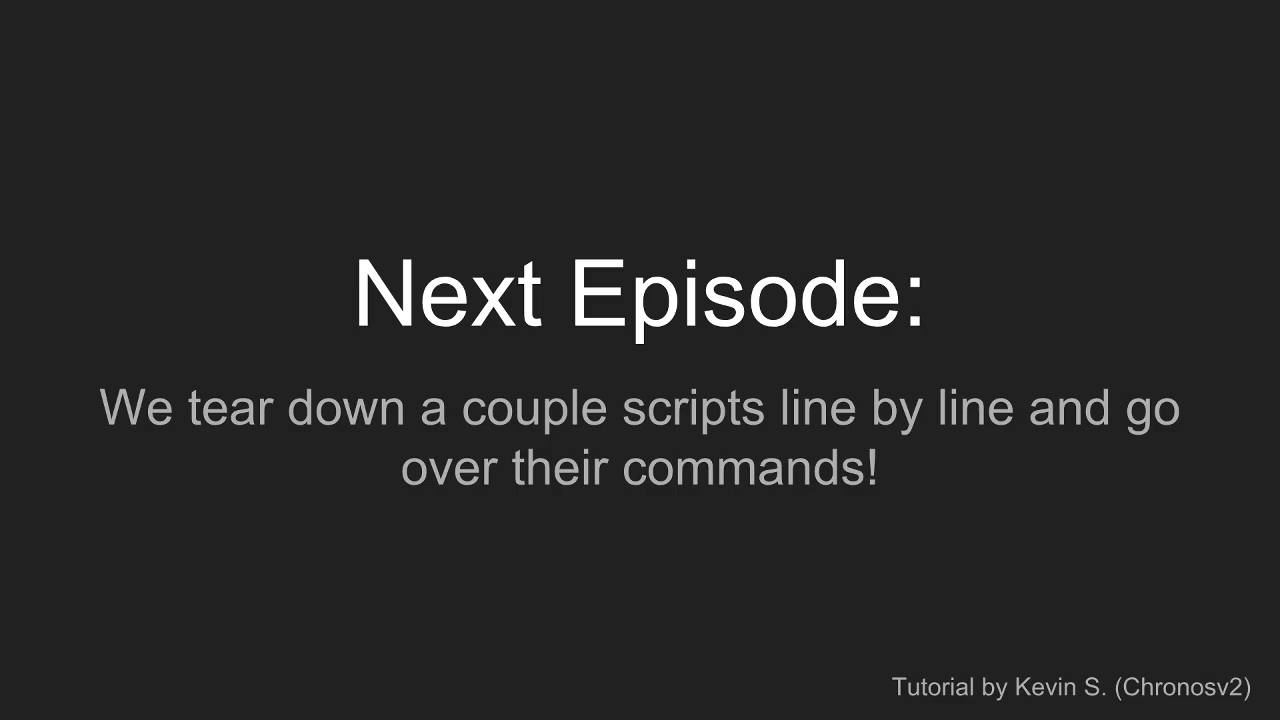 Next Episode:
We tear down a couple scripts line by line and go
over their commands!
Tutorial by Kevin S. (Chronosv2)